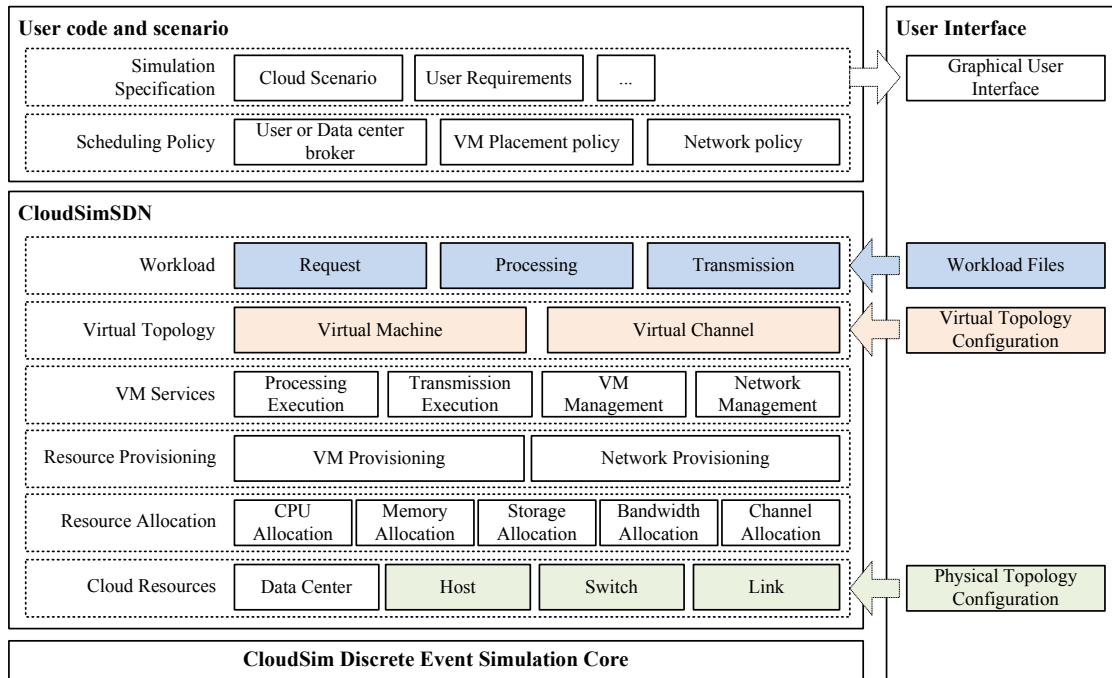 User code and scenario
Simulation
Specification
Cloud Scenario
User Requirements
...
Scheduling Policy
User or Data center
broker
VM Placement policy
Network policy
User Interface
Graphical User
Interface
CloudSimSDN
Workload
Request
Processing
Transmission
Workload Files
Virtual Topology
Virtual Machine
Virtual Channel
Virtual Topology
Configuration
VM Services
Processing
Execution
Transmission
Execution
VM
Management
Network
Management
Resource Provisioning
VM Provisioning
Network Provisioning
Resource Allocation
CPU
Allocation
Memory
Allocation
Storage
Allocation
Bandwidth
Allocation
Channel
Allocation
Cloud Resources
Data Center
Host
Switch
Link
Physical Topology
Configuration
CloudSim Discrete Event Simulation Core